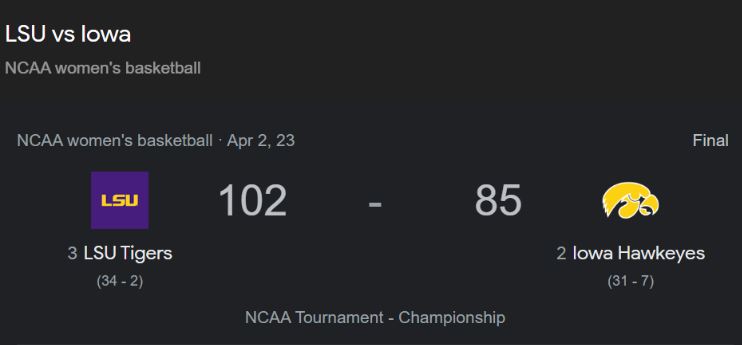 LSU vs Iowa
NCAA women's basketball
NCAA women's basketball · Apr 2, 23 Final
LSU 102 - 85
3 LSU Tigers 2 Iowa Hawkeyes
(34 - 2) (31 - 7)
NCAA Tournament - Championship